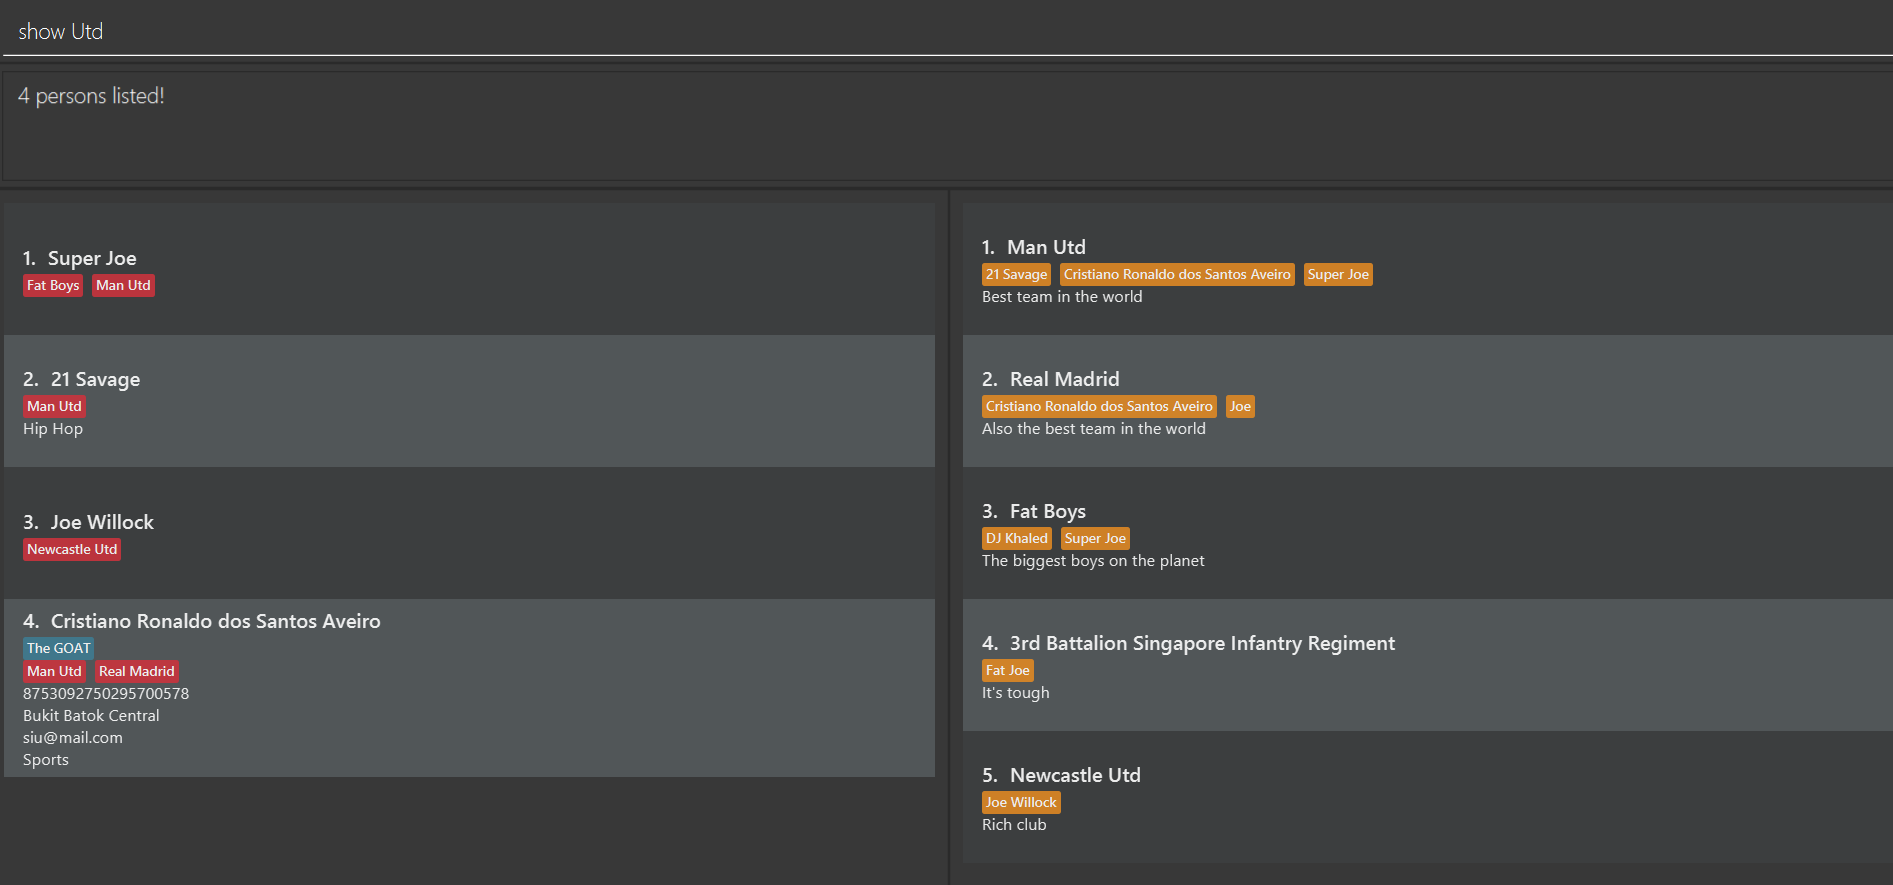 show Utd
4 persons listed!
1. Super Joe
Fat Boys Man Utd
2. 21 Savage
Man Utd
Hip Hop
3. Joe Willock
Newcastle Utd
4. Cristiano Ronaldo dos Santos Aveiro
The GOAT
Man Utd Real Madrid
8753092750295700578
Bukit Batok Central
siu@mail.com
Sports
1. Man Utd
21 Savage Cristiano Ronaldo dos Santos Aveiro Super Joe
Best team in the world
2. Real Madrid
Cristiano Ronaldo dos Santos Aveiro Joe
Also the best team in the world
3. Fat Boys
DJ Khaled Super Joe
The biggest boys on the planet
4. 3rd Battalion Singapore Infantry Regiment
Fat Joe
It's tough
5. Newcastle Utd
Joe Willock
Rich club